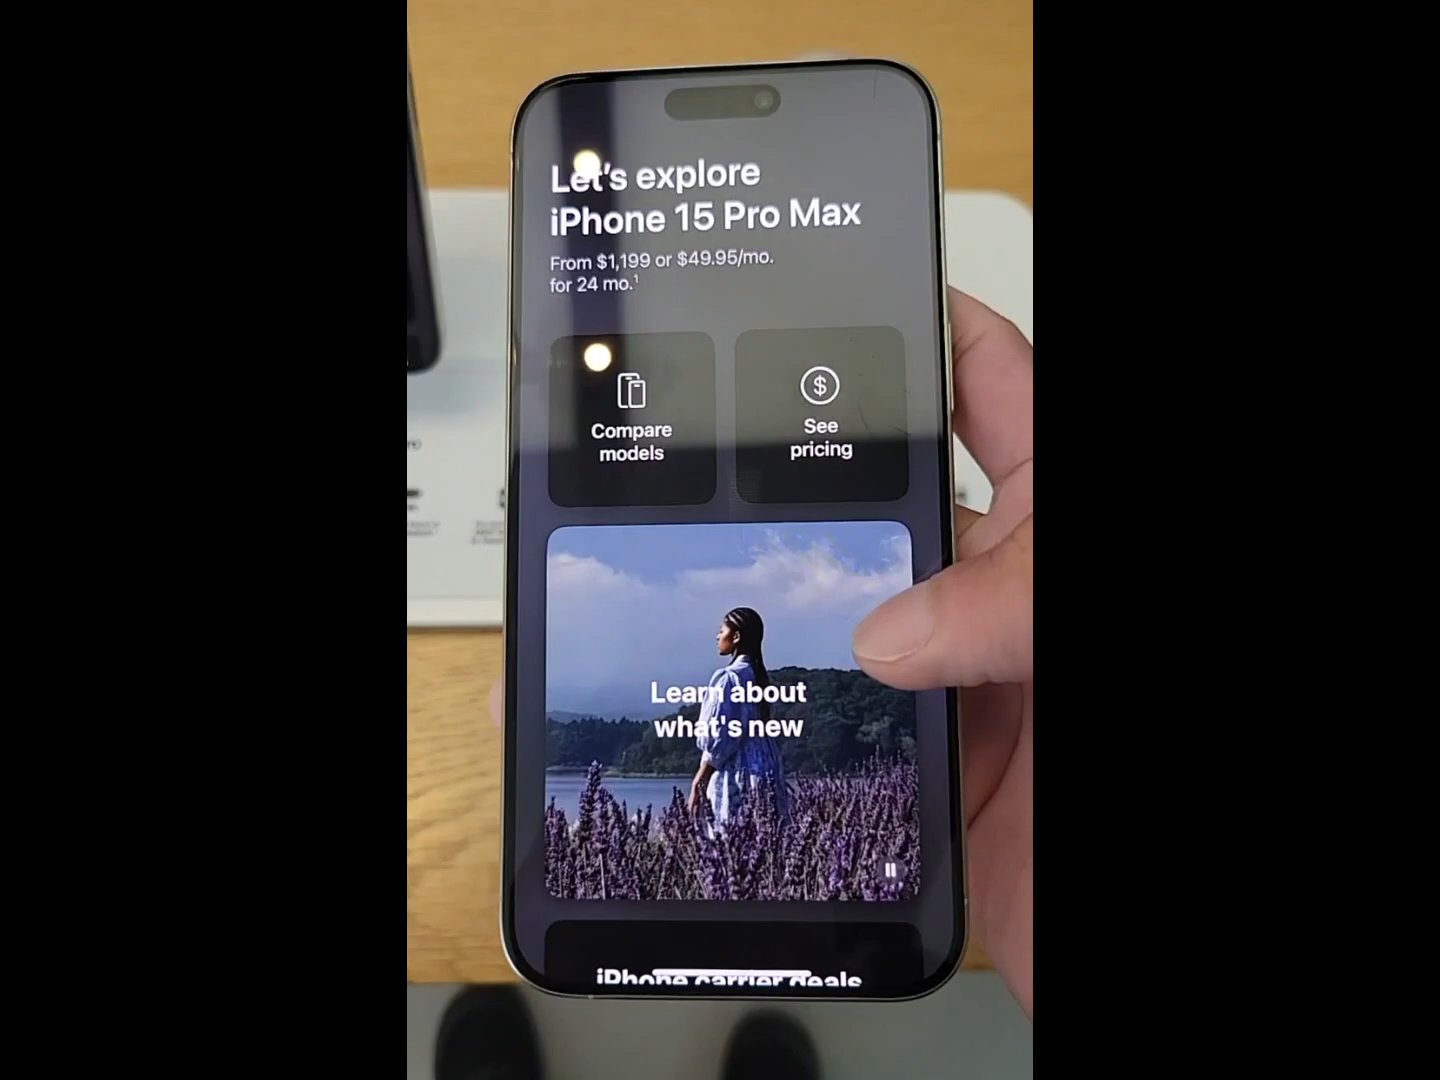 Let's explore
iPhone 15 Pro Max
From $1,199 or $49.95/mo.
for 24 mo.¹
Compare
models
$
See
pricing
Learn about
what's new
iPhone carrier deals